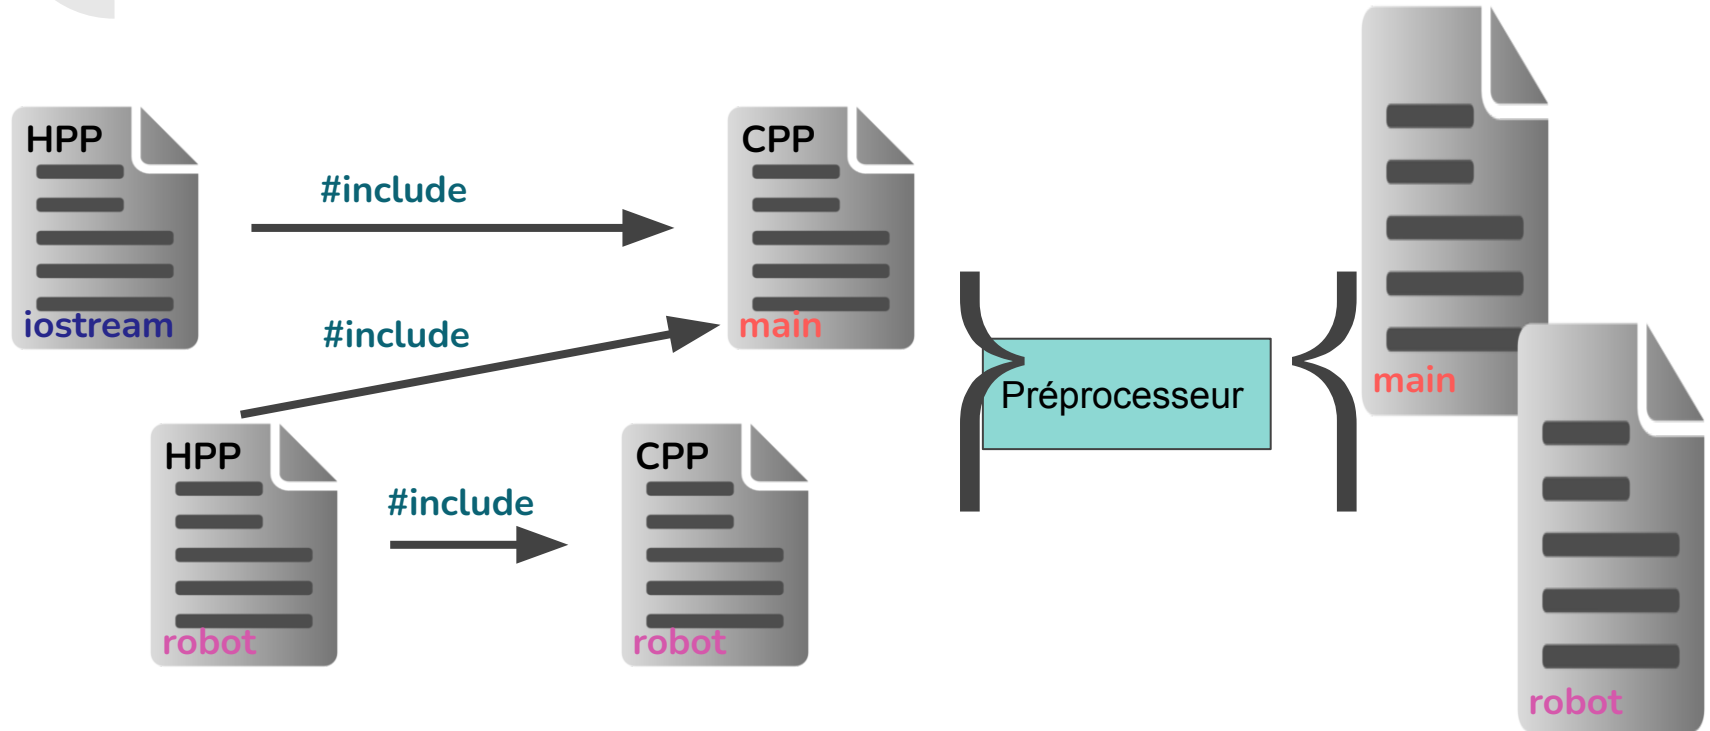 HPP
iostream
#include
CPP
main
#include
HPP
robot
#include
CPP
robot
Préprocesseur
main
robot